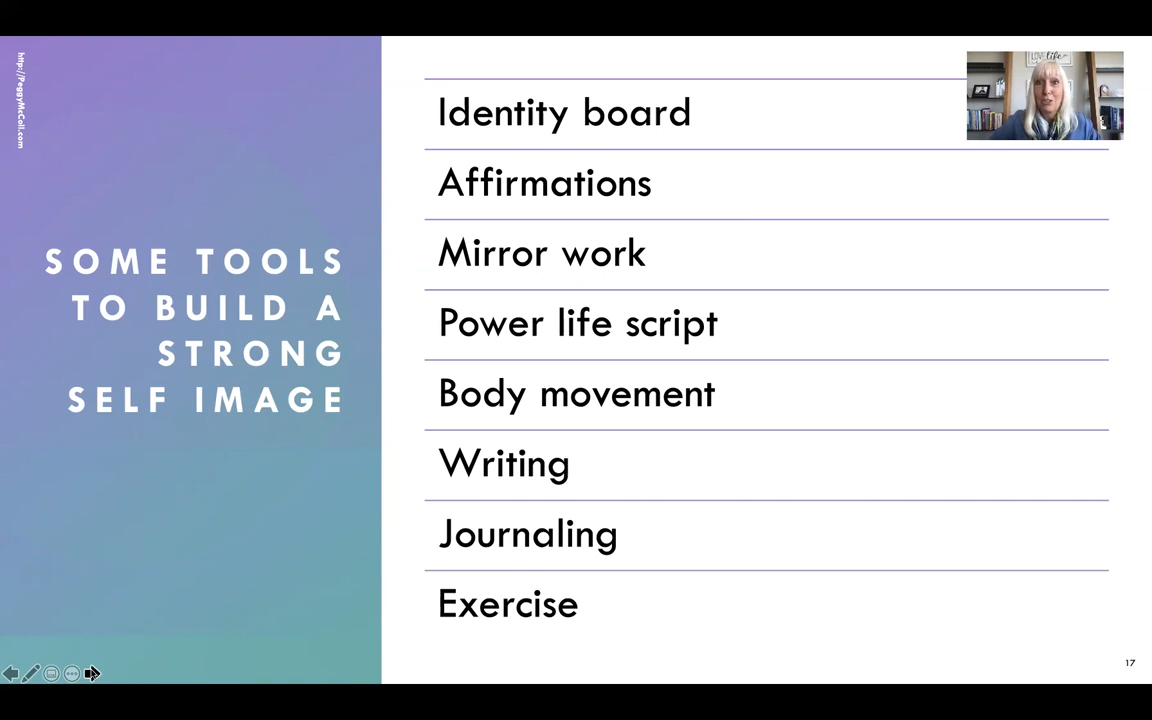 http://PeggyMcColl.com
SOME TOOLS
TO BUILD A
STRONG
SELF IMAGE
Identity board
Affirmations
Mirror work
Power life script
Body movement
Writing
Journaling
Exercise
17